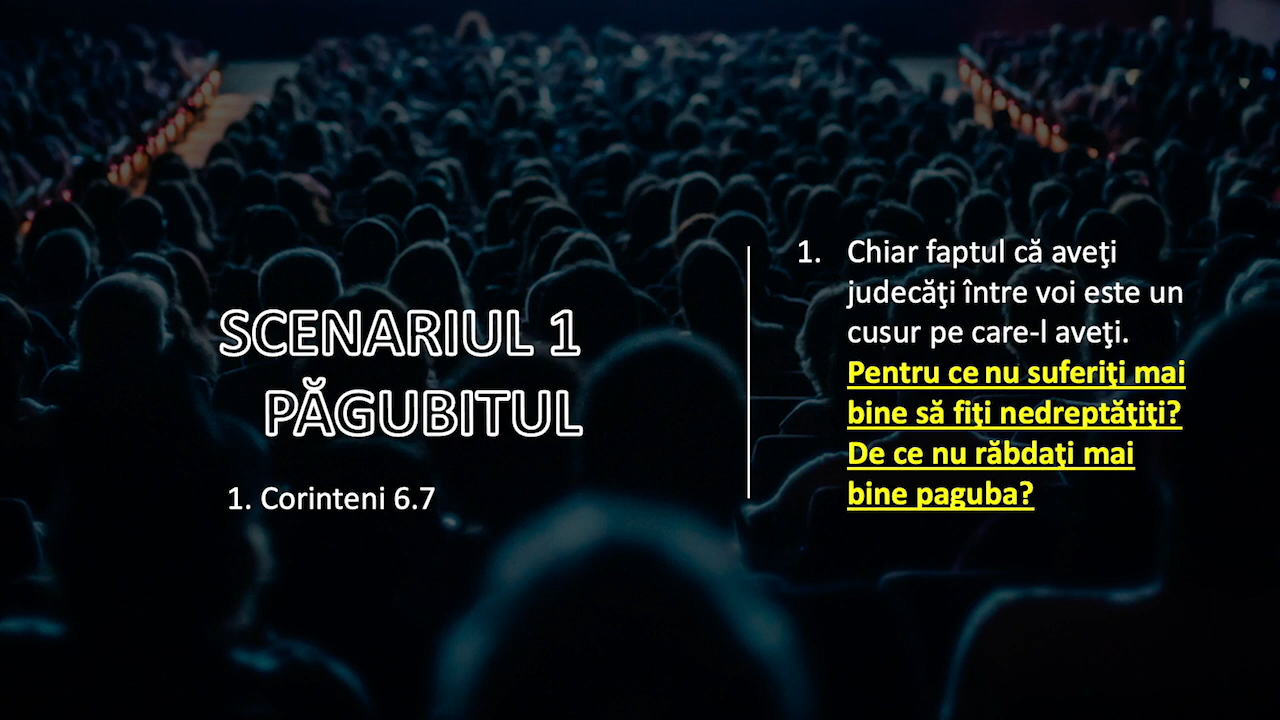 SCENARIUL 1
PĂGUBITUL
1. Corinteni 6.7
1. Chiar faptul că aveţi
judecăţi între voi este un
cusur pe care-l aveţi.
Pentru ce nu suferiţi mai
bine să fiţi nedreptăţiţi?
De ce nu răbdaţi mai
bine paguba?